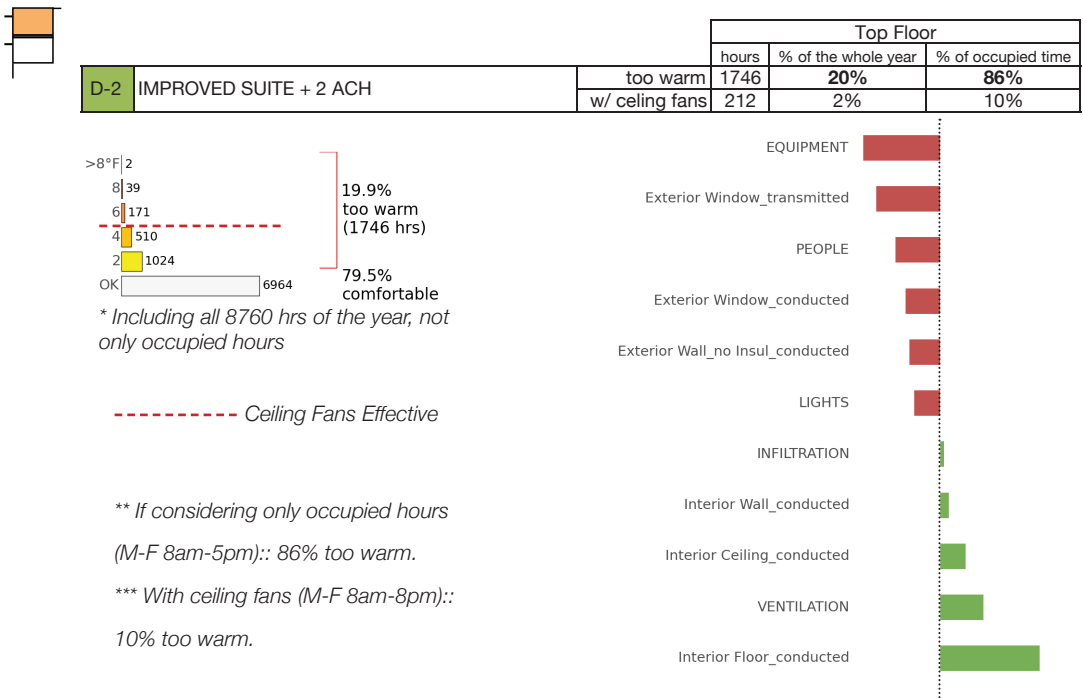 Top Floor
hours % of the whole year % of occupied time
D-2 IMPROVED SUITE + 2 ACH too warm 1746 20% 86%
w/ celing fans 212 2% 10%
>8°F 2
8 39
6 171
4 510
2 1024
OK 6964
19.9%
too warm
(1746 hrs)
79.5%
comfortable
* Including all 8760 hrs of the year, not
only occupied hours
Ceiling Fans Effective
** If considering only occupied hours
(M-F 8am-5pm):: 86% too warm.
*** With ceiling fans (M-F 8am-8pm)::
10% too warm.
EQUIPMENT
Exterior Window_transmitted
PEOPLE
Exterior Window_conducted
Exterior Wall_no Insul_conducted
LIGHTS
INFILTRATION
Interior Wall_conducted
Interior Ceiling_conducted
VENTILATION
Interior Floor_conducted